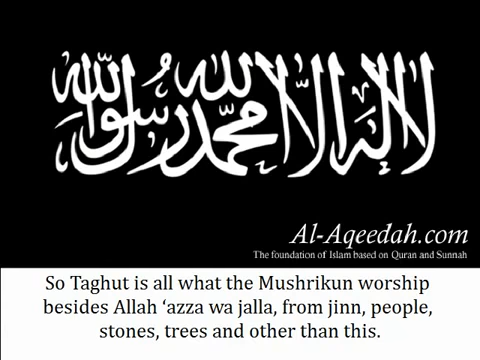 لا إله إلا الله محمد رسول الله
Al-Aqeedah.com
The foundation of Islam based on Quran and Sunnah
So Taghut is all what the Mushrikun worship
besides Allah ‘azza wa jalla, from jinn, people,
stones, trees and other than this.